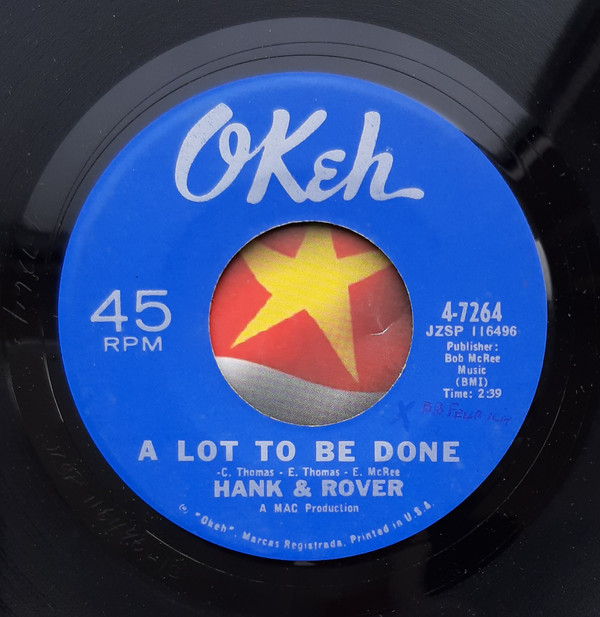 OKeh
45
RPM
4-7264
JZSP 116496
Publisher:
Bob McRee
Music
(BMI)
Time: 2:39
A LOT TO BE DONE
-C. Thomas - E. Thomas - E. McRee
HANK & ROVER
A MAC Production
"Okeh", Marcas Registrada. Printed in U.S.A.